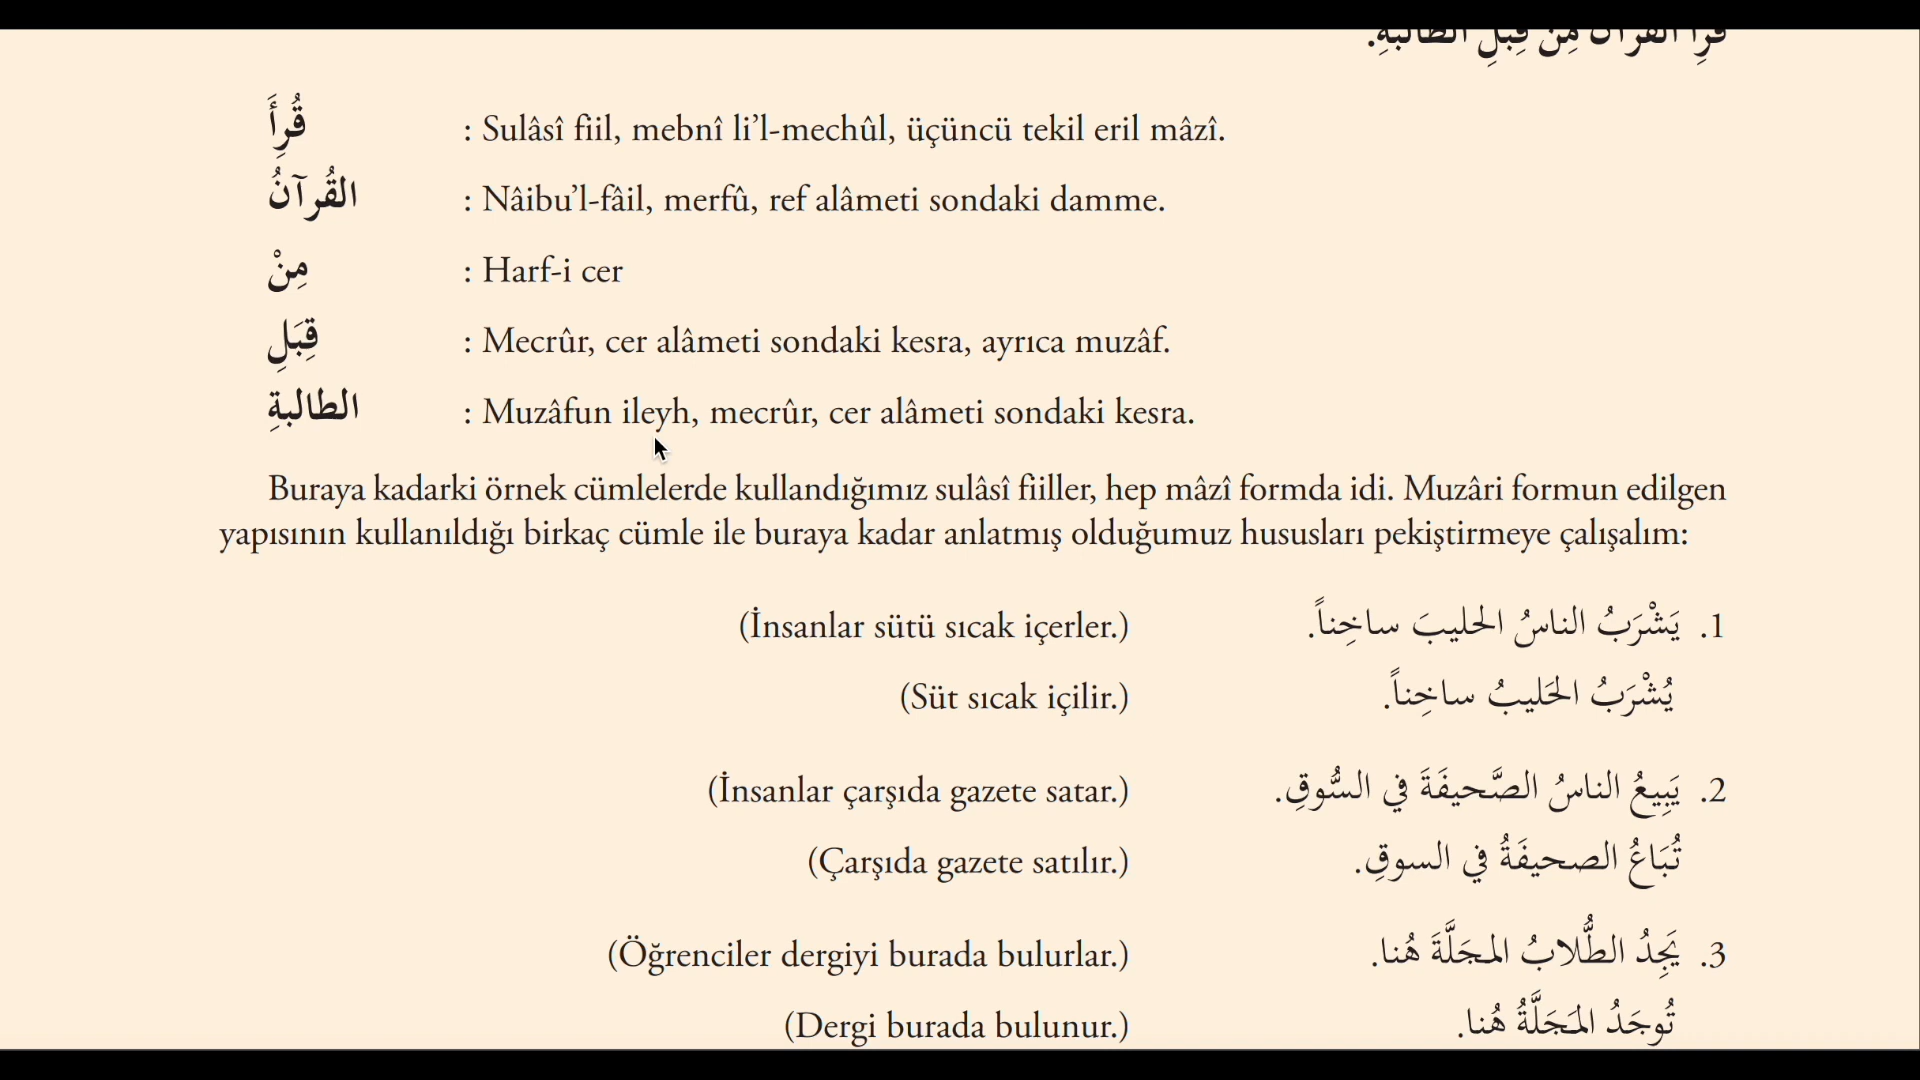 قُرِأَ القُرآنُ مِنْ قِبَلِ الطالبةِ.
قُرِأَ : Sulâsî fiil, mebnî li’l-mechûl, üçüncü tekil eril mâzî.
القُرآنُ : Nâibu’l-fâil, merfû, ref alâmeti sondaki damme.
مِنْ : Harf-i cer
قِبَلِ : Mecrûr, cer alâmeti sondaki kesra, ayrıca muzâf.
الطالبةِ : Muzâfun ileyh, mecrûr, cer alâmeti sondaki kesra.
Buraya kadarki örnek cümlelerde kullandığımız sulâsî fiiller, hep mâzî formda idi. Muzâri formun edilgen
yapısının kullanıldığı birkaç cümle ile buraya kadar anlatmış olduğumuz hususları pekiştirmeye çalışalım:
1. يَشْرَبُ الناسُ الحليبَ ساخِناً. (İnsanlar sütü sıcak içerler.)
يُشْرَبُ الحَليبُ ساخِناً. (Süt sıcak içilir.)
2. يَبِيعُ الناسُ الصَّحيفَةَ في السُّوقِ. (İnsanlar çarşıda gazete satar.)
تُبَاعُ الصحيفَةُ في السوقِ. (Çarşıda gazete satılır.)
3. يَجِدُ الطُّلابُ المجَلَّةَ هُنا. (Öğrenciler dergiyi burada bulurlar.)
تُوجَدُ المَجَلَّةُ هُنا. (Dergi burada bulunur.)